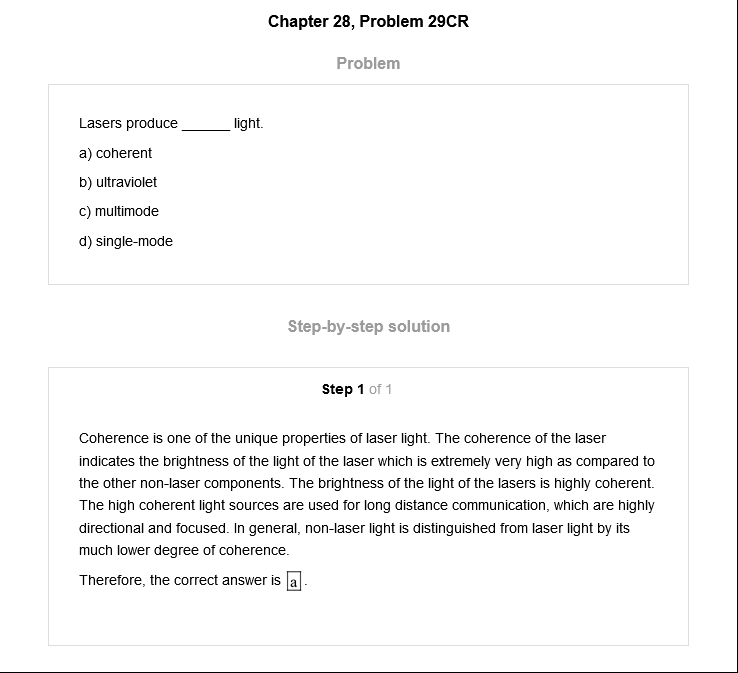 Chapter 28, Problem 29CR
Problem
Lasers produce ______ light.
a) coherent
b) ultraviolet
c) multimode
d) single-mode
Step-by-step solution
Step 1 of 1
Coherence is one of the unique properties of laser light. The coherence of the laser
indicates the brightness of the light of the laser which is extremely very high as compared to
the other non-laser components. The brightness of the light of the lasers is highly coherent.
The high coherent light sources are used for long distance communication, which are highly
directional and focused. In general, non-laser light is distinguished from laser light by its
much lower degree of coherence.
Therefore, the correct answer is a.